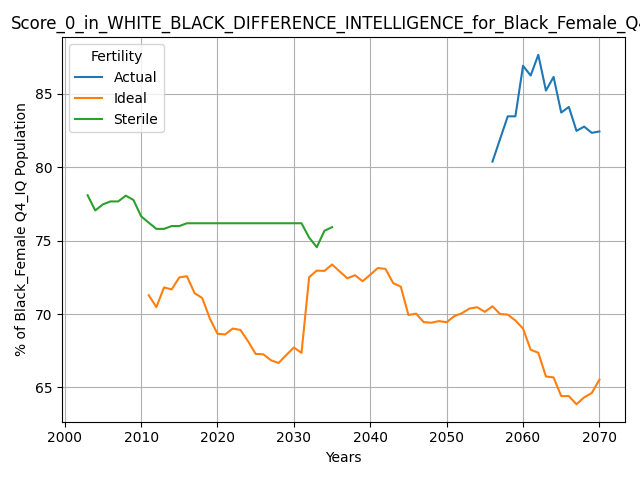 Score_0_in_WHITE_BLACK_DIFFERENCE_INTELLIGENCE_for_Black_Female_Q4
Fertility
Actual
Ideal
Sterile
% of Black_Female Q4_IQ Population
85
80
75
70
65
2000 2010 2020 2030 2040 2050 2060 2070
Years